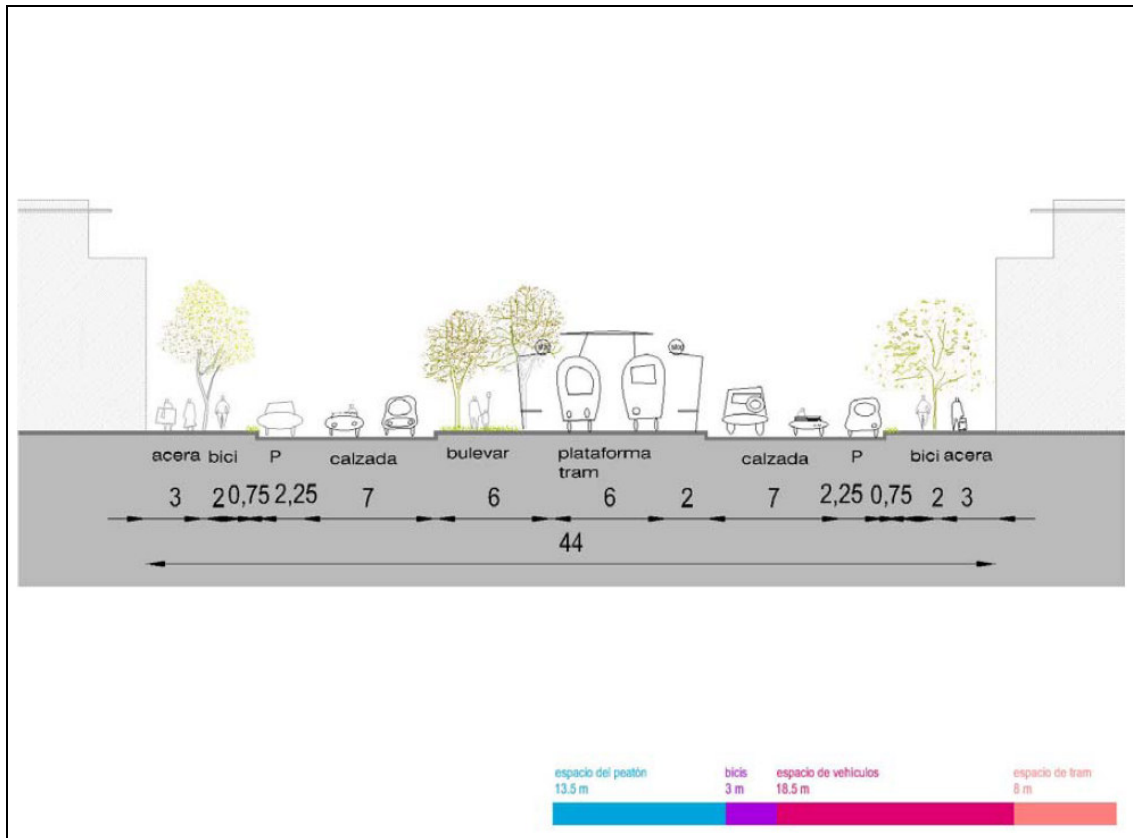 stop stop
acera bici P calzada bulevar plataforma tram calzada P bici acera
3 2 0,75 2,25 7 6 6 2 7 2,25 0,75 2 3
44
espacio del peatón bicis espacio de vehículos espacio de tram
13.5 m 3 m 18.5 m 8 m